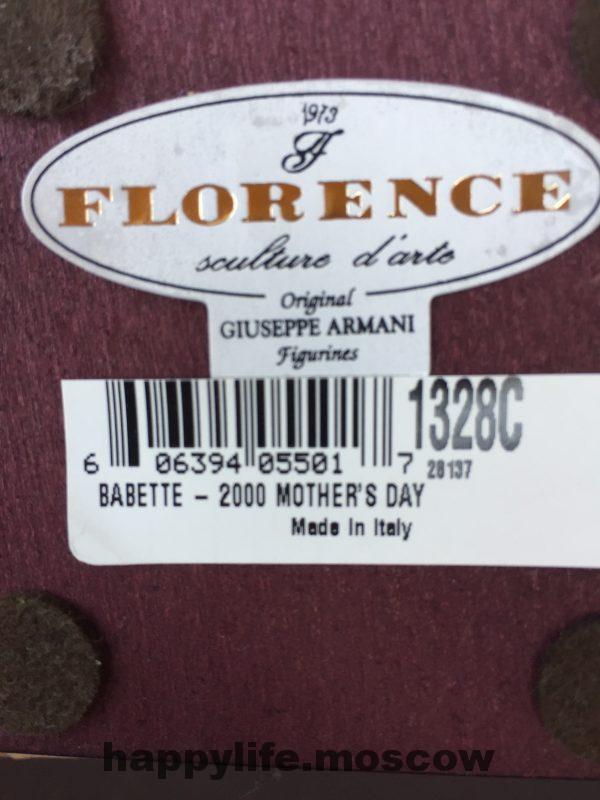 1973
FLORENCE
sculture d'arte
Original
GIUSEPPE ARMANI
Figurines
1328C
6 06394 05501 7 28137
BABETTE - 2000 MOTHER'S DAY
Made In Italy
happylife.moscow